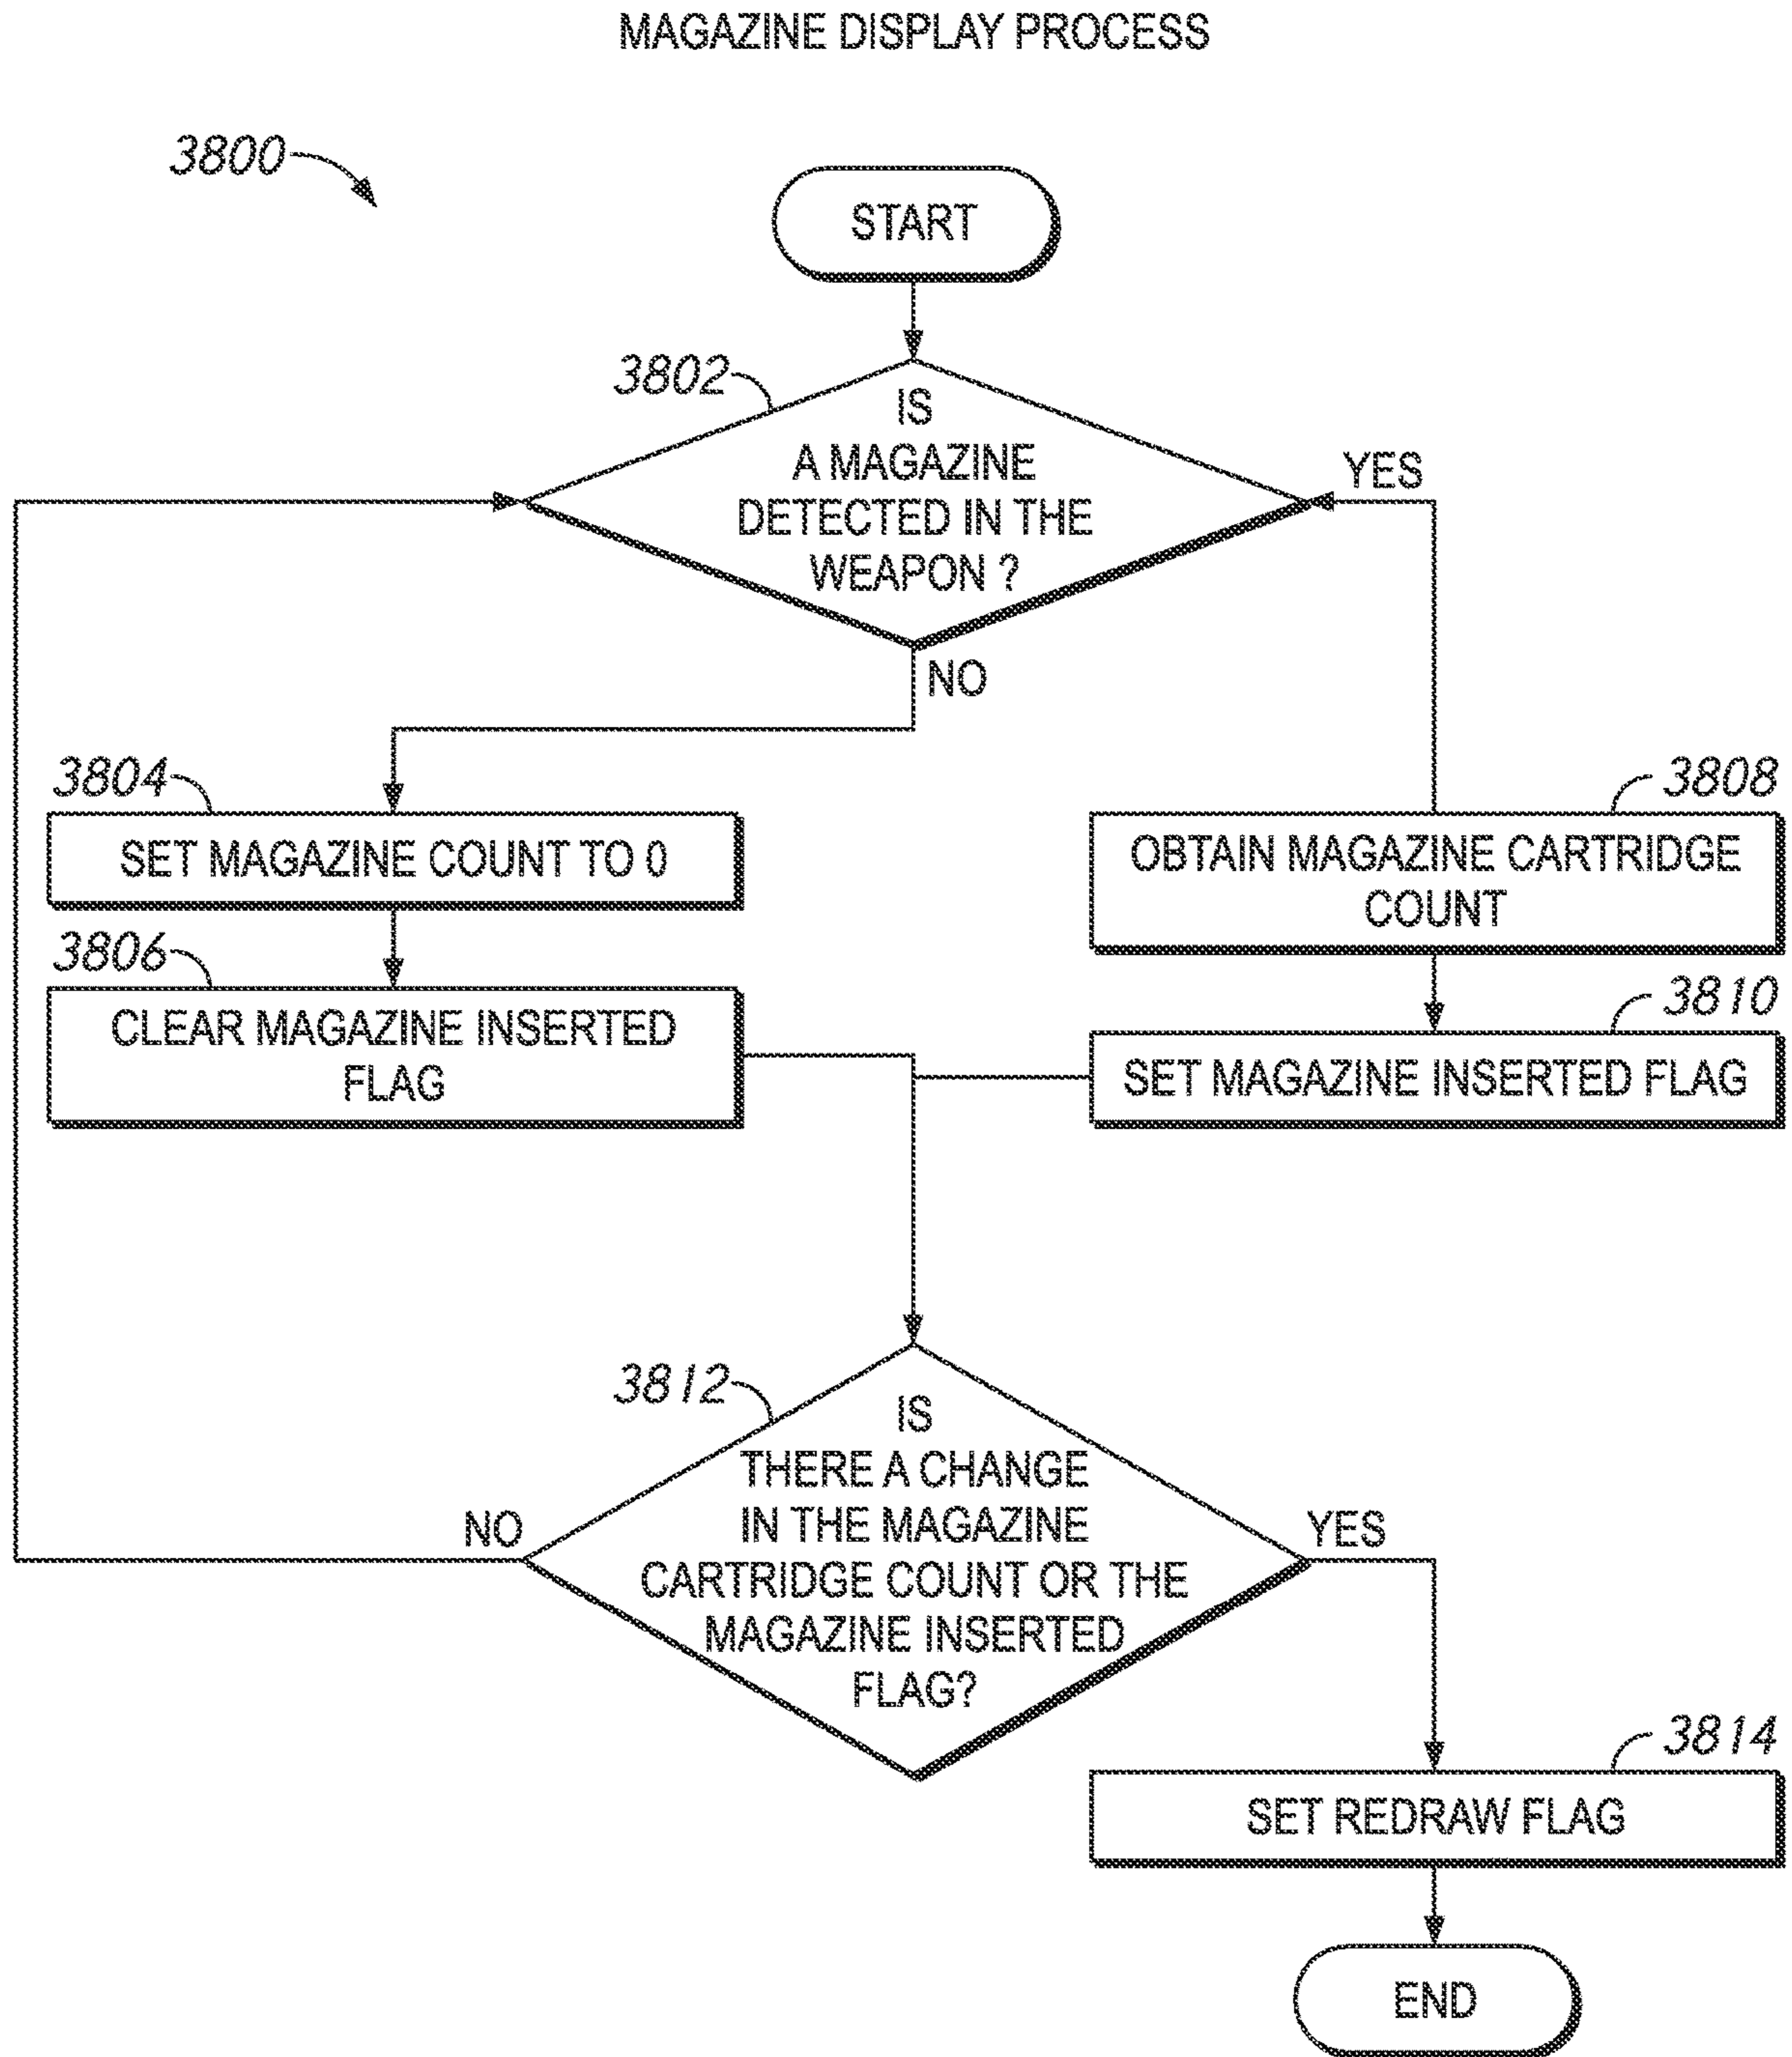 MAGAZINE DISPLAY PROCESS
3800
START
3802
IS
A MAGAZINE
DETECTED IN THE
WEAPON ?
YES
NO
3804
SET MAGAZINE COUNT TO 0
3808
OBTAIN MAGAZINE CARTRIDGE
COUNT
3806
CLEAR MAGAZINE INSERTED
FLAG
3810
SET MAGAZINE INSERTED FLAG
3812
IS
THERE A CHANGE
IN THE MAGAZINE
CARTRIDGE COUNT OR THE
MAGAZINE INSERTED
FLAG?
NO
YES
3814
SET REDRAW FLAG
END